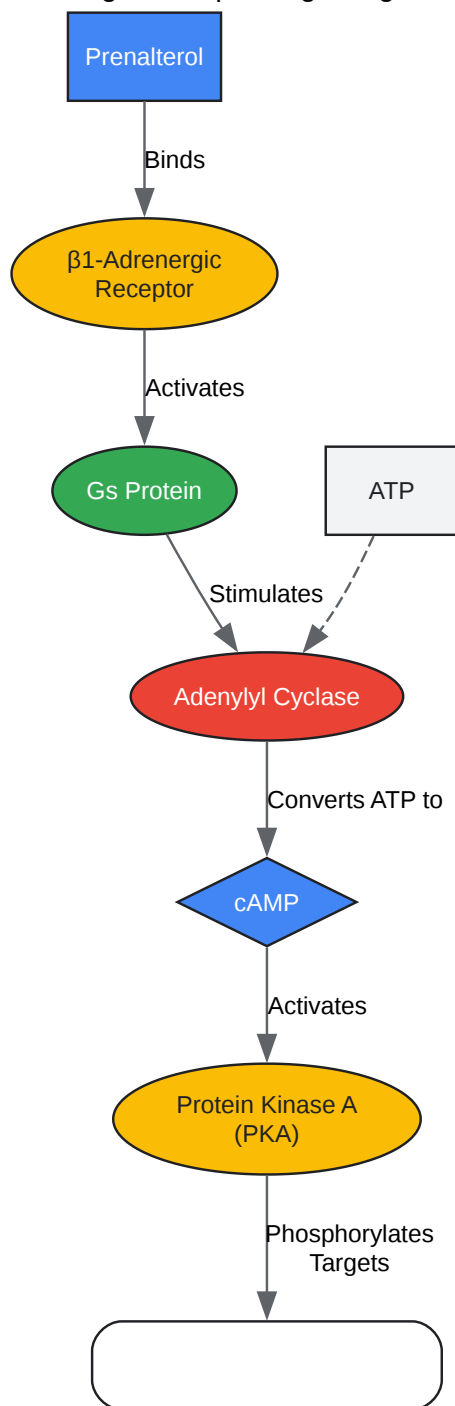 Prenalterol
Binds
β1-Adrenergic
Receptor
Activates
Gs Protein
ATP
Stimulates
Adenylyl Cyclase
Converts ATP to
cAMP
Activates
Protein Kinase A
(PKA)
Phosphorylates
Targets